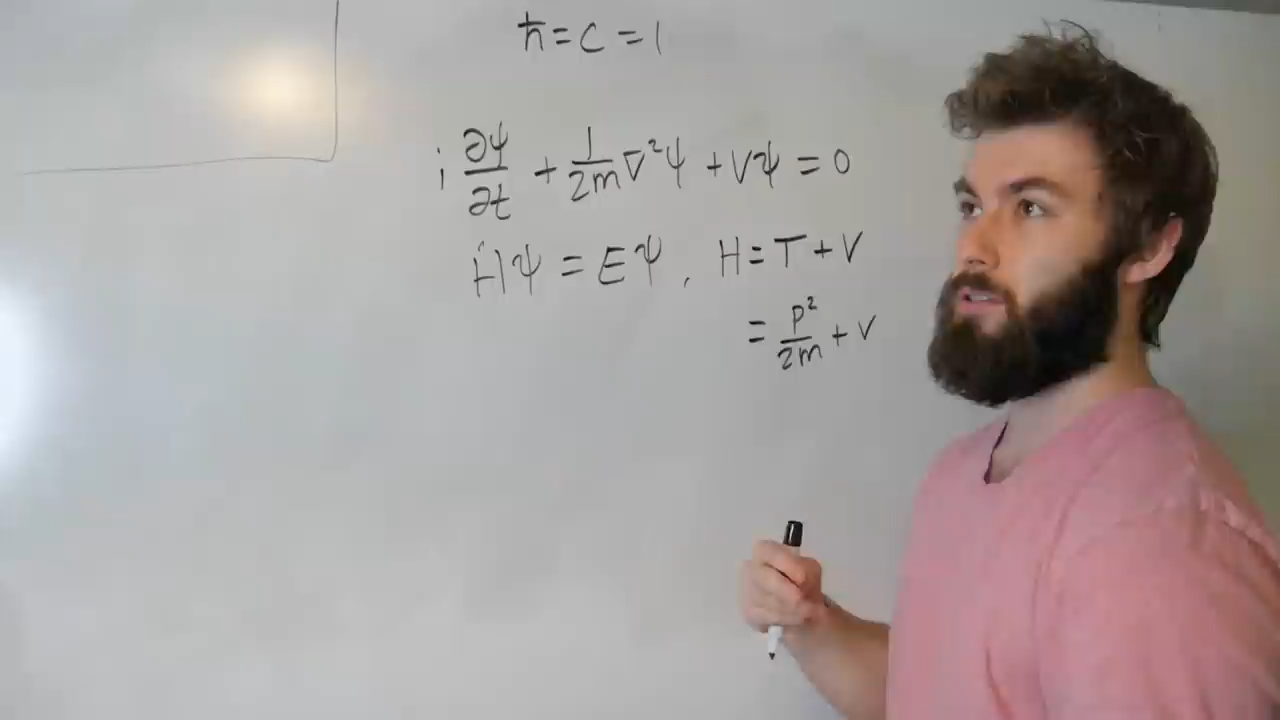 ħ = C = 1
i ∂ψ/∂t + 1/2m ∇²ψ + Vψ = 0
Hψ = Eψ, H = T + V
= P²/2m + V